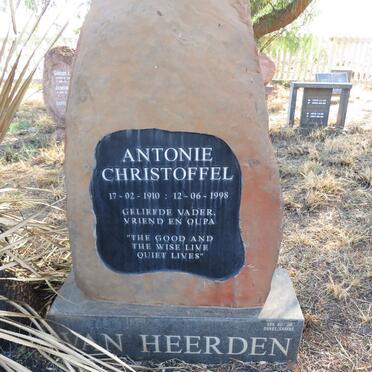 ANTONIE
CHRISTOFFEL
17-02-1910 : 12-06-1998
GELIEFDE VADER,
VRIEND EN OUPA
"THE GOOD AND
THE WISE LIVE
QUIET LIVES"
VAN HEERDEN